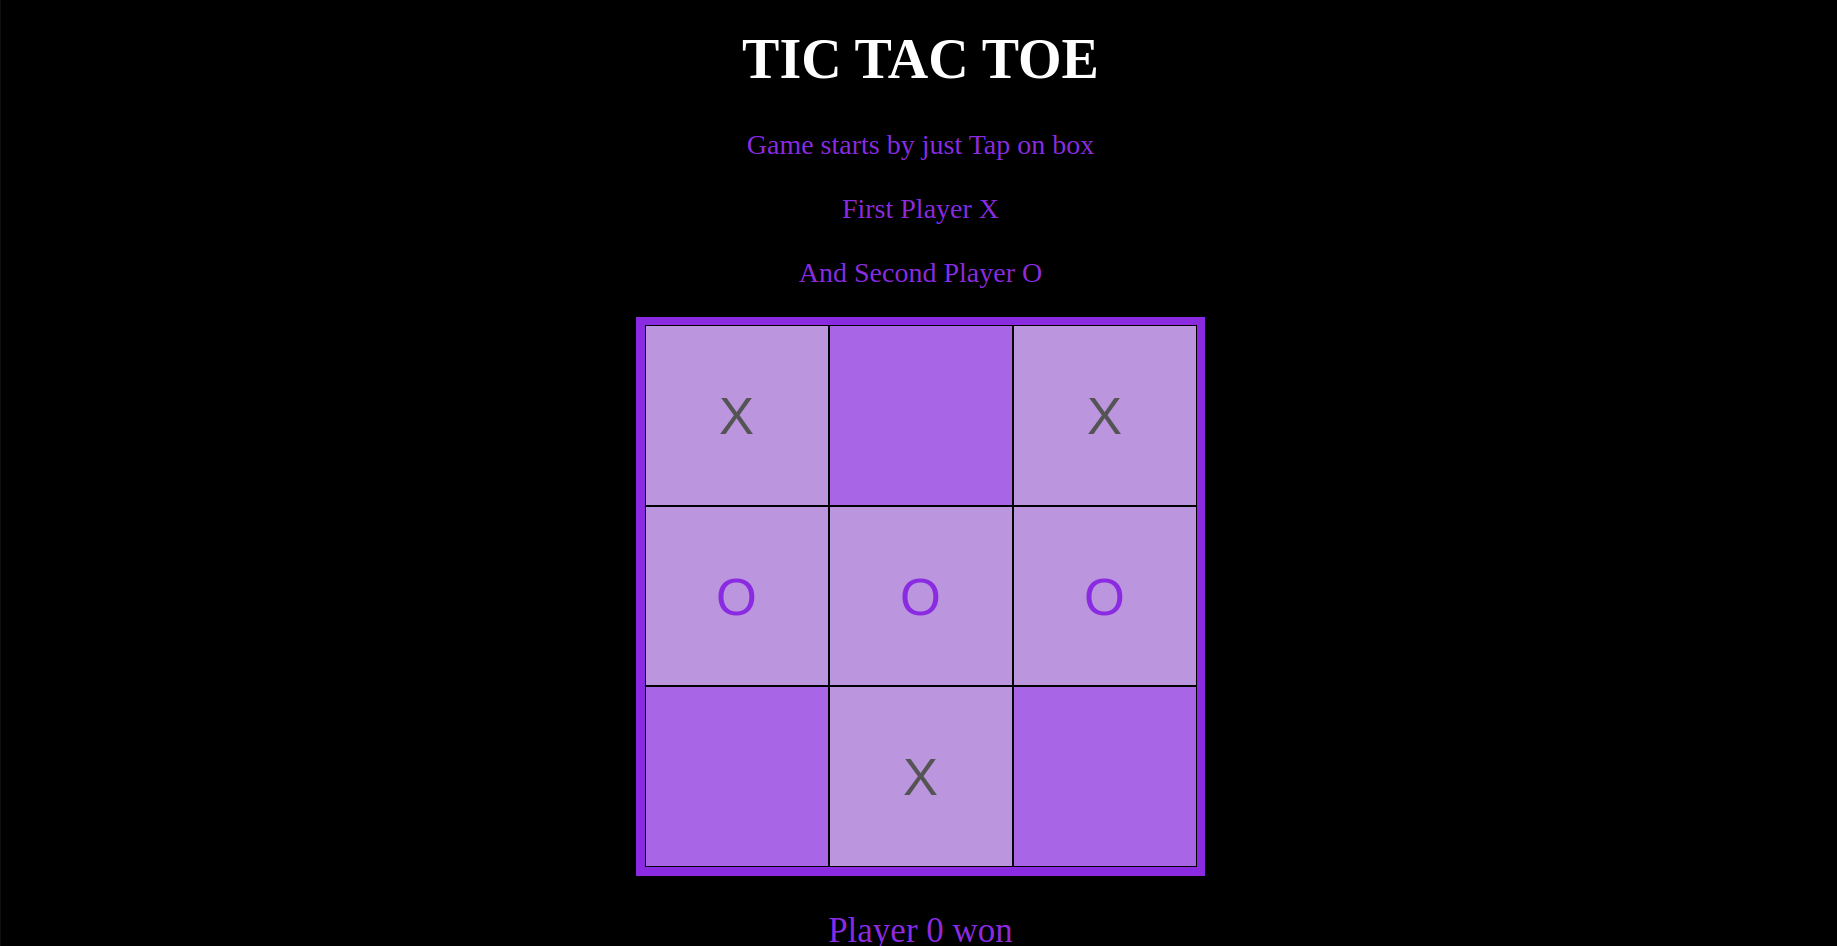 TIC TAC TOE
Game starts by just Tap on box
First Player X
And Second Player O
X X
O O O
X
Player 0 won